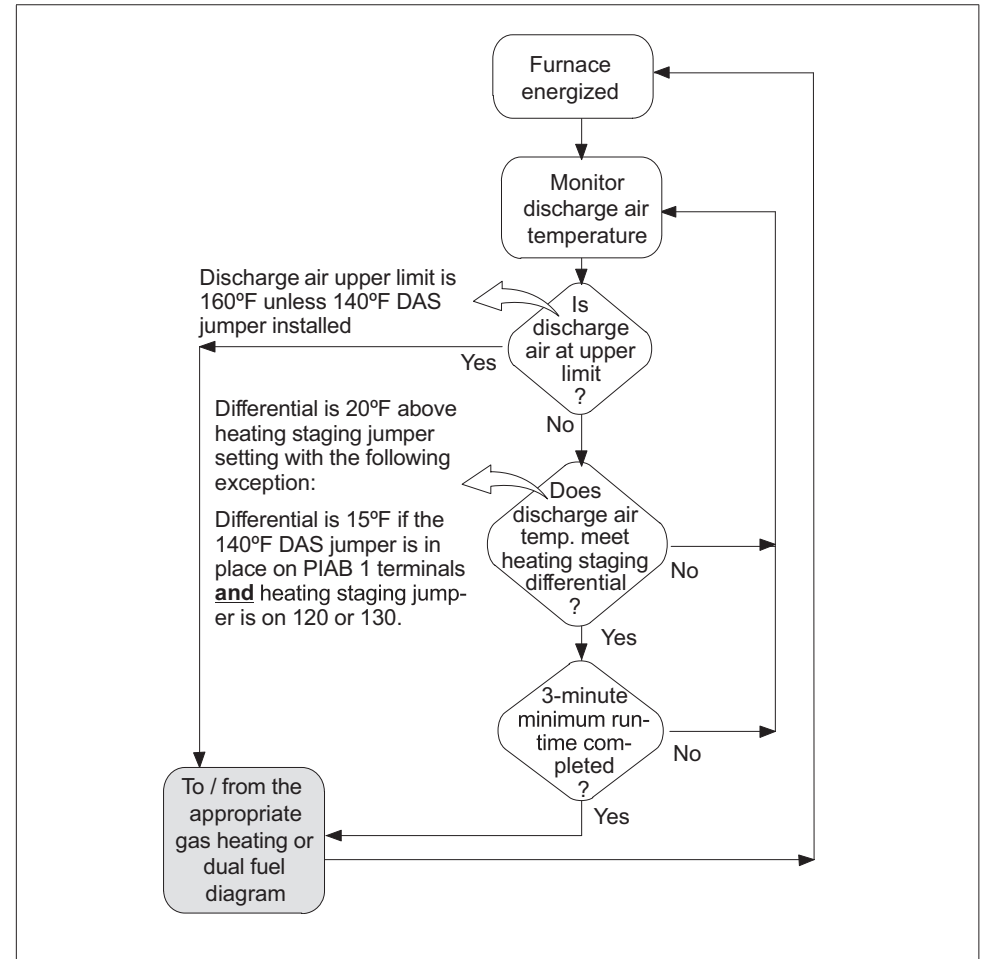 Furnace
energized
Monitor
discharge air
temperature
Discharge air upper limit is
160ºF unless 140ºF DAS
jumper installed
Is
discharge
air at upper
limit
?
Yes
No
Differential is 20ºF above
heating staging jumper
setting with the following
exception:
Differential is 15ºF if the
140ºF DAS jumper is in
place on PIAB 1 terminals
and heating staging jump-
er is on 120 or 130.
Does
discharge air
temp. meet
heating staging
differential
?
No
Yes
3-minute
minimum run-
time com-
pleted
?
No
Yes
To / from the
appropriate
gas heating or
dual fuel
diagram